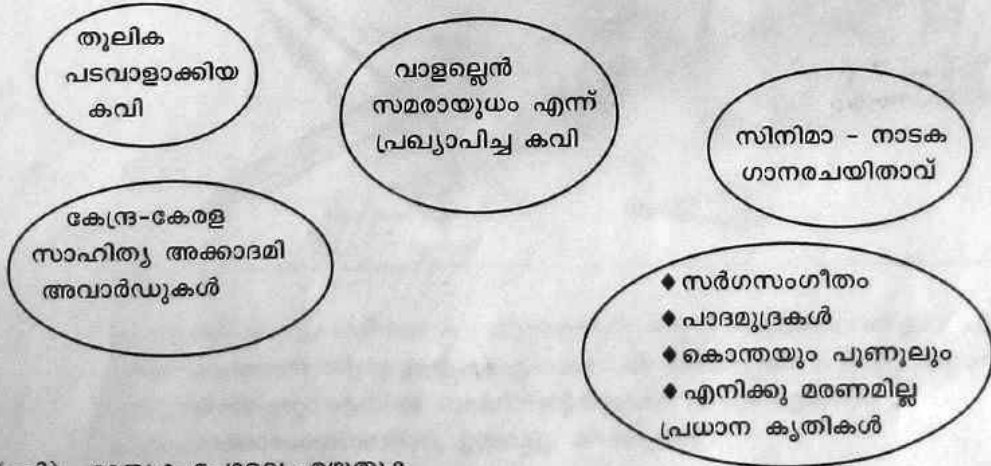 തൂലിക
പടവാളാക്കിയ
കവി
വാളല്ലെൻ
സമരായുധം എന്ന്
പ്രഖ്യാപിച്ച കവി
സിനിമാ - നാടക
ഗാനരചയിതാവ്
കേന്ദ്ര-കേരള
സാഹിത്യ അക്കാദമി
അവാർഡുകൾ
♦ സർഗസംഗീതം
♦ പാദമുദ്രകൾ
♦ കൊന്തയും പൂണൂലും
♦ എനിക്കു മരണമില്ല
പ്രധാന കൃതികൾ